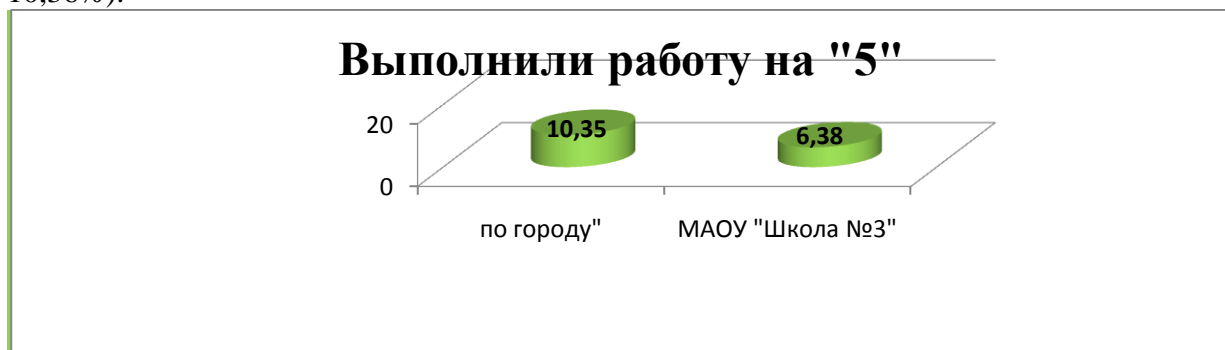 Выполнили работу на "5"
20
10,35
6,38
0
по городу"
МАОУ "Школа №3"